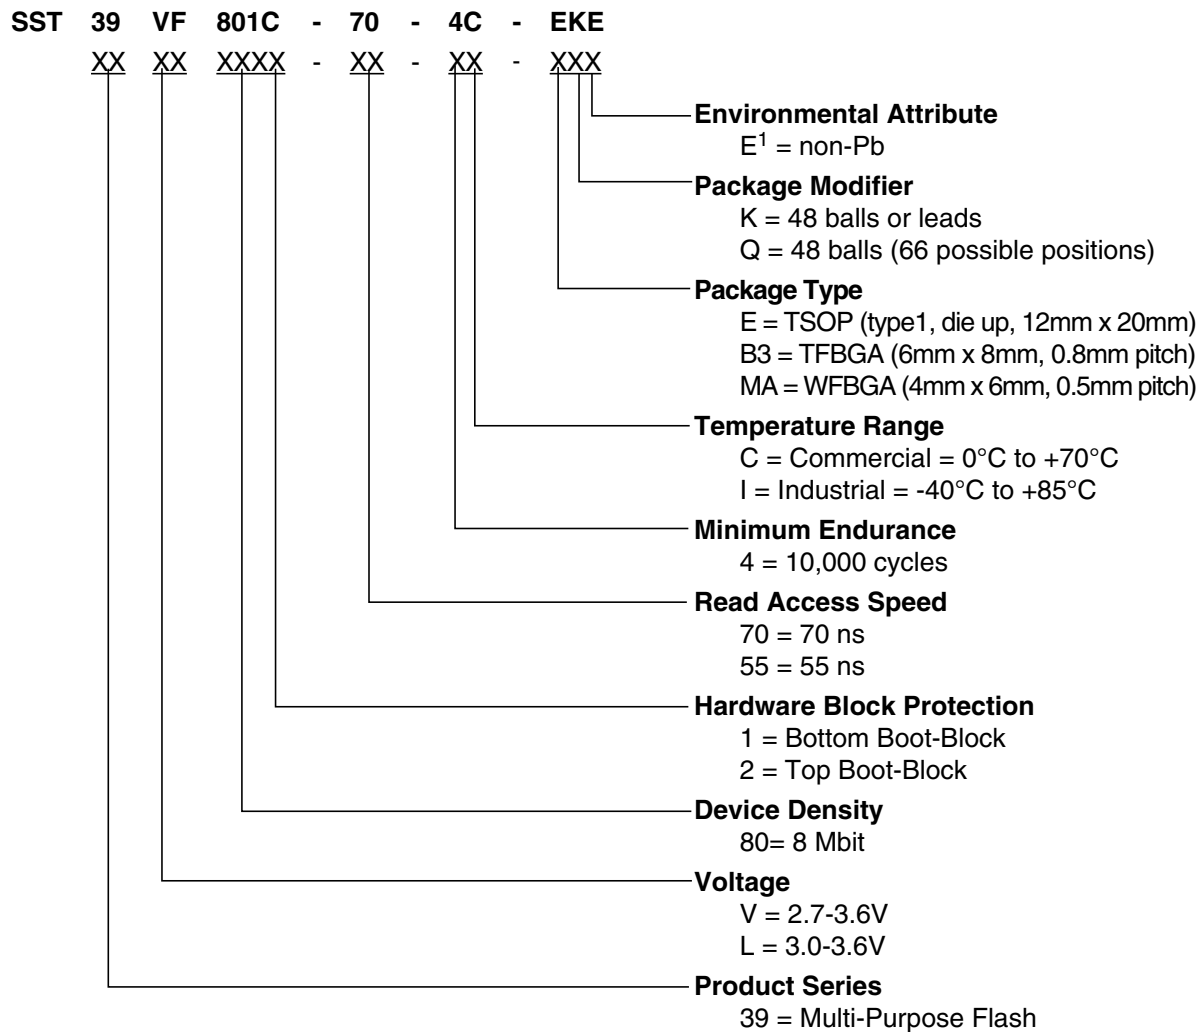 SST 39 VF 801C - 70 - 4C - EKE
XX XX XXXX - XX - XX - XXX
Environmental Attribute
E1 = non-Pb
Package Modifier
K = 48 balls or leads
Q = 48 balls (66 possible positions)
Package Type
E = TSOP (type1, die up, 12mm x 20mm)
B3 = TFBGA (6mm x 8mm, 0.8mm pitch)
MA = WFBGA (4mm x 6mm, 0.5mm pitch)
Temperature Range
C = Commercial = 0°C to +70°C
I = Industrial = -40°C to +85°C
Minimum Endurance
4 = 10,000 cycles
Read Access Speed
70 = 70 ns
55 = 55 ns
Hardware Block Protection
1 = Bottom Boot-Block
2 = Top Boot-Block
Device Density
80= 8 Mbit
Voltage
V = 2.7-3.6V
L = 3.0-3.6V
Product Series
39 = Multi-Purpose Flash